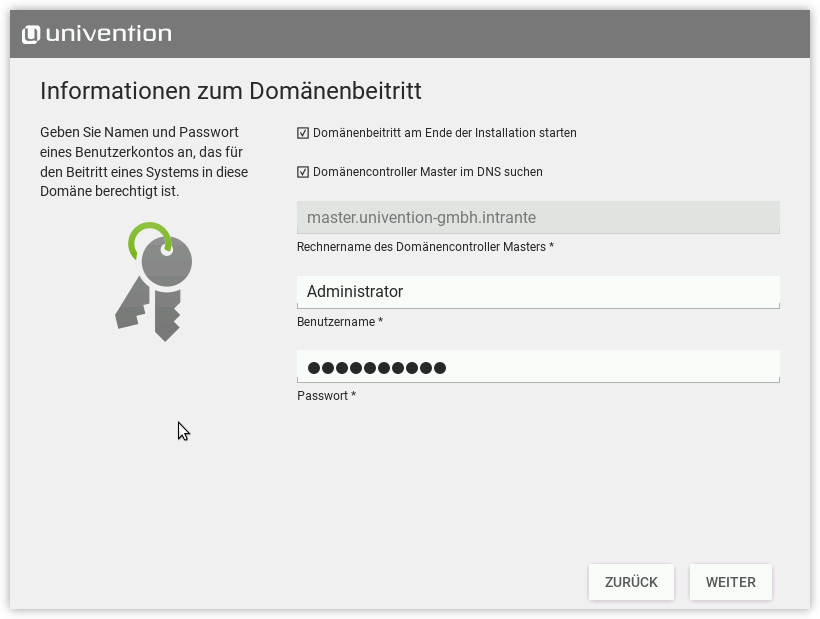 univention
Informationen zum Domänenbeitritt
Geben Sie Namen und Passwort
eines Benutzerkontos an, das für
den Beitritt eines Systems in diese
Domäne berechtigt ist.
Domänenbeitritt am Ende der Installation starten
Domänencontroller Master im DNS suchen
master.univention-gmbh.intrante
Rechnername des Domänencontroller Masters *
Administrator
Benutzername *
●●●●●●●●●●
Passwort *
ZURÜCK
WEITER